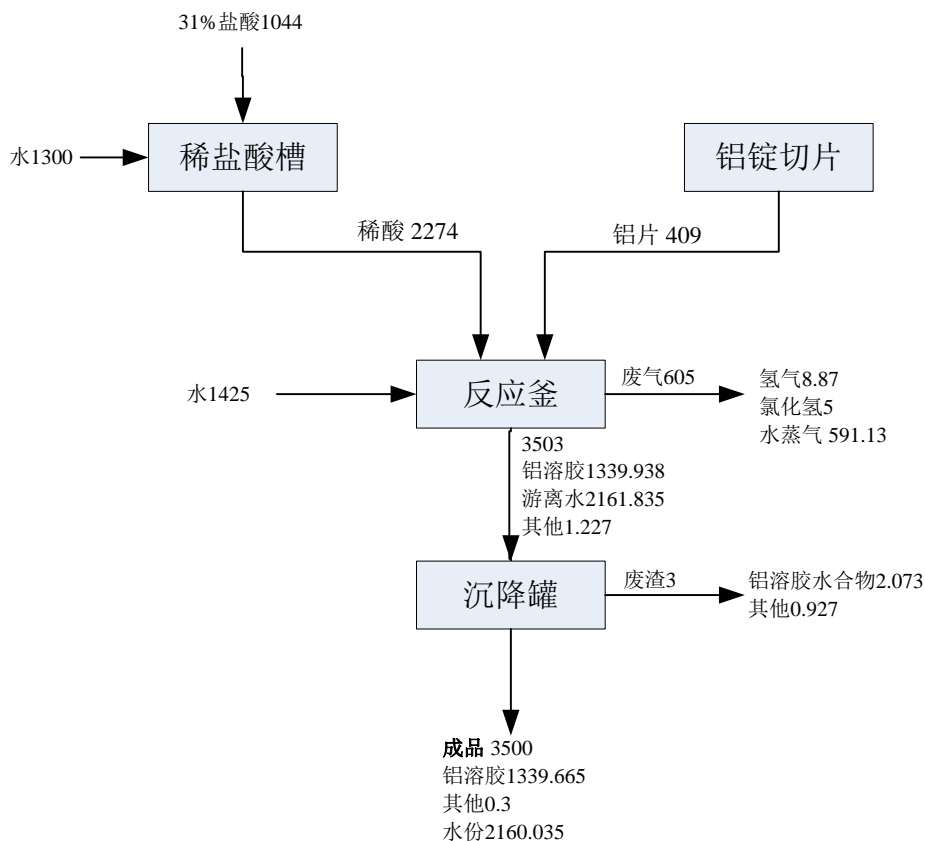 31%盐酸1044
水1300
稀盐酸槽
铝锭切片
稀酸 2274
铝片 409
水1425
反应釜
废气605
氢气8.87
氯化氢5
水蒸气 591.13
3503
铝溶胶1339.938
游离水2161.835
其他1.227
沉降罐
废渣3
铝溶胶水合物2.073
其他0.927
成品 3500
铝溶胶1339.665
其他0.3
水份2160.035